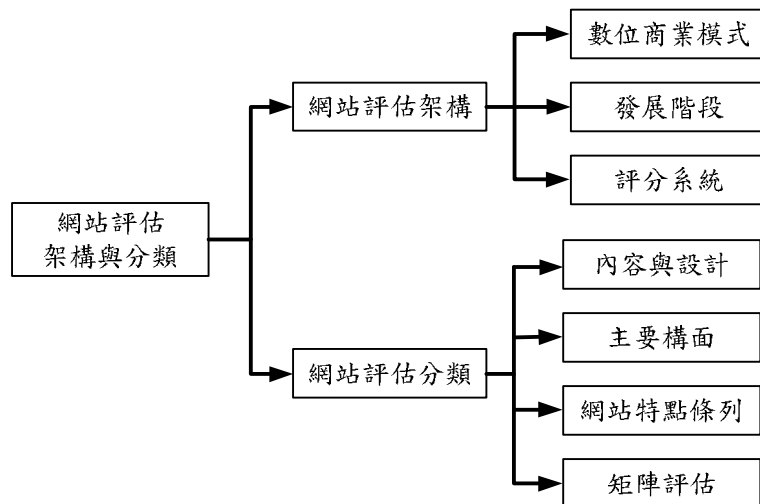 網站評估
架構與分類
網站評估架構
數位商業模式
發展階段
評分系統
網站評估分類
內容與設計
主要構面
網站特點條列
矩陣評估